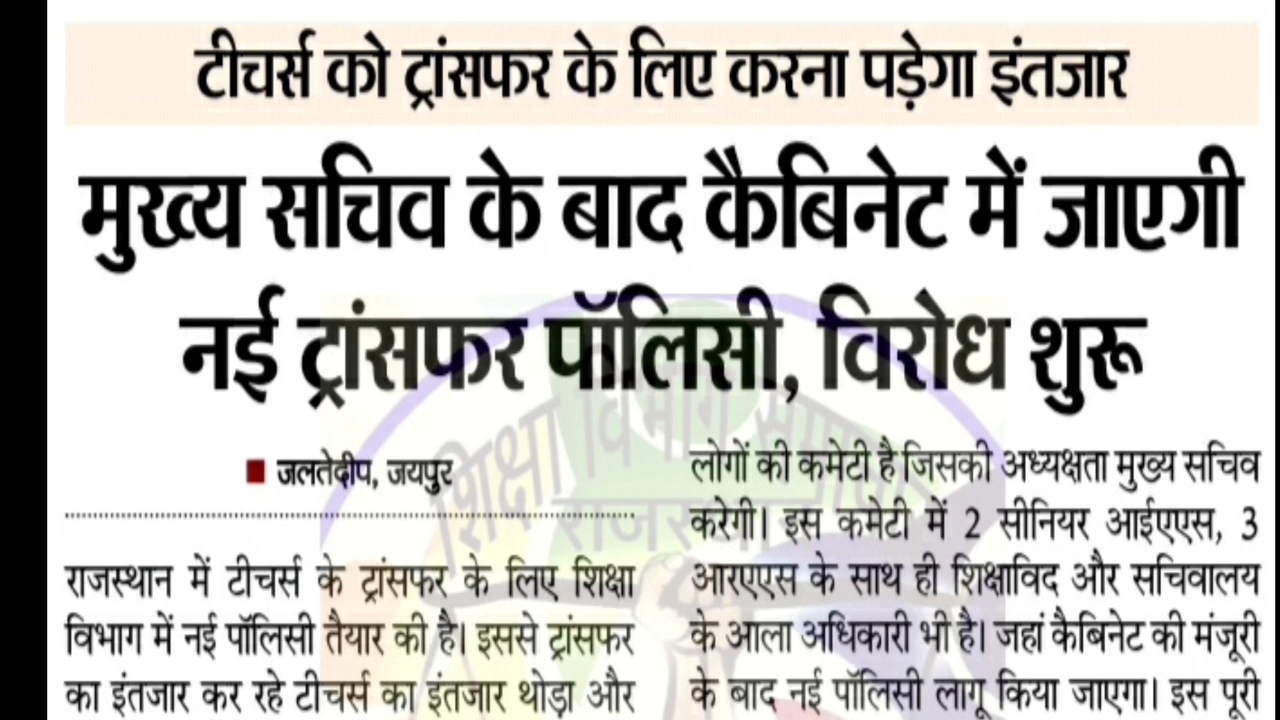 टीचर्स को ट्रांसफर के लिए करना पड़ेगा इंतजार
मुख्य सचिव के बाद कैबिनेट में जाएगी
नई ट्रांसफर पॉलिसी, विरोध शुरू
जलतेदीप, जयपुर
राजस्थान में टीचर्स के ट्रांसफर के लिए शिक्षा
विभाग में नई पॉलिसी तैयार की है। इससे ट्रांसफर
का इंतजार कर रहे टीचर्स का इंतजार थोड़ा और
लोगों की कमेटी है जिसकी अध्यक्षता मुख्य सचिव
करेगी। इस कमेटी में 2 सीनियर आईएएस, 3
आरएएस के साथ ही शिक्षाविद और सचिवालय
के आला अधिकारी भी है। जहां कैबिनेट की मंजूरी
के बाद नई पॉलिसी लागू किया जाएगा। इस पूरी
शिक्षा विभाग समाचार
राजस्थान